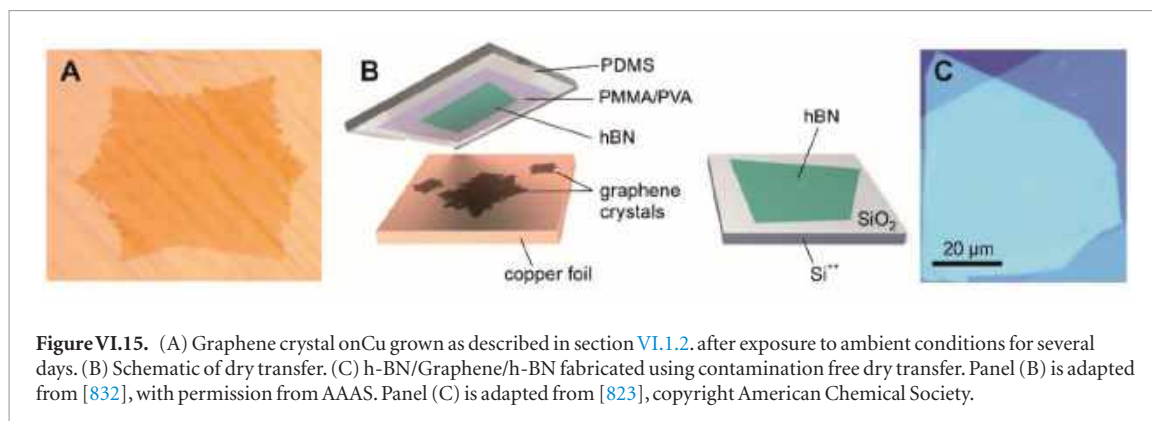 A
B
PDMS
PMMA/PVA
hBN
graphene
crystals
copper foil
hBN
SiO₂
Si⁺⁺
C
20 µm
Figure VI.15. (A) Graphene crystal onCu grown as described in section VI.1.2. after exposure to ambient conditions for several
days. (B) Schematic of dry transfer. (C) h-BN/Graphene/h-BN fabricated using contamination free dry transfer. Panel (B) is adapted
from [832], with permission from AAAS. Panel (C) is adapted from [823], copyright American Chemical Society.